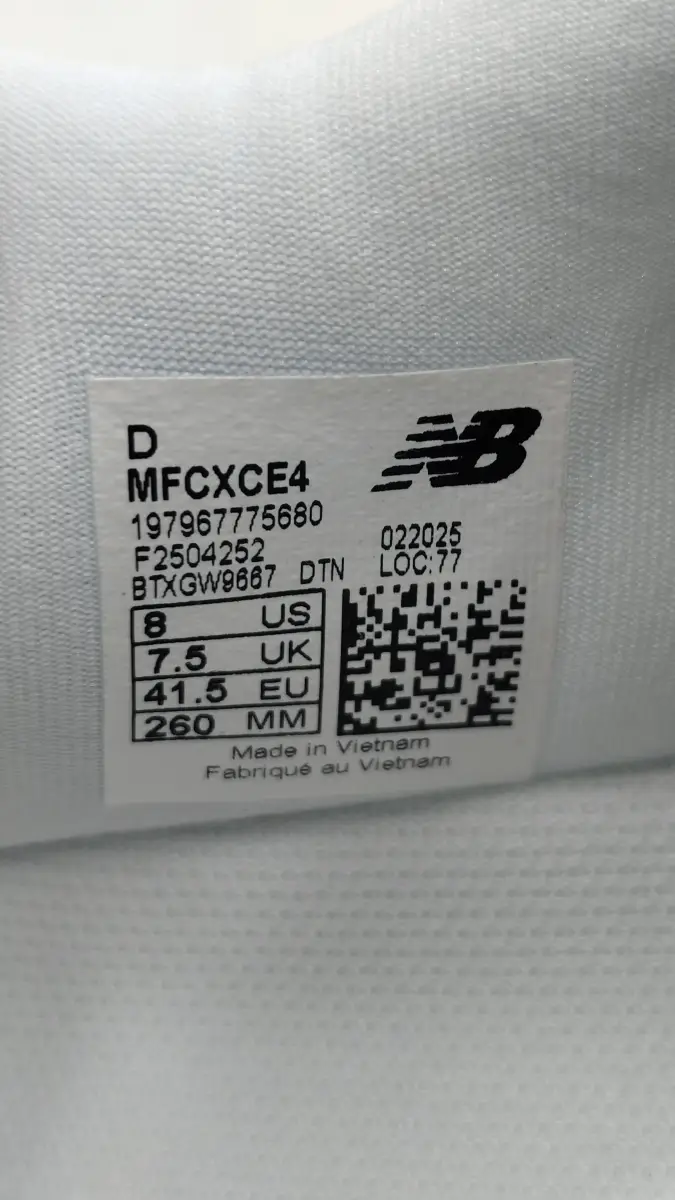 D
NB
MFCXCE4
197967775680
F2504252
022025
BTXGW9667 DTN
LOC:77
8 US
7.5 UK
41.5 EU
260 MM
Made in Vietnam
Fabriqué au Vietnam